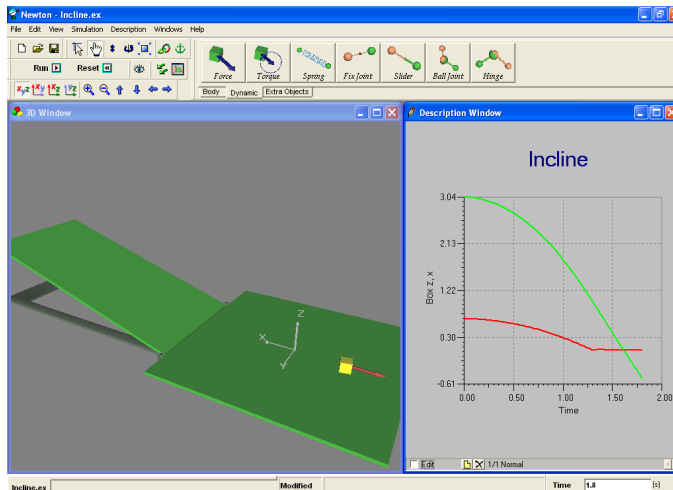 Newton - Incline.ex
File Edit View Simulation Description Windows Help
Run Reset
Force Torque Spring Fix Joint Slider Ball Joint Hinge
Body Dynamic Extra Objects
3D Window
Z
X
Y
Description Window
Incline
3.04
2.13
1.22
0.30
-0.61
Box z, x
0.00 0.50 1.00 1.50 2.00
Time
Edit 1/1 Normal
Incline.ex Modified Time 1.8 (s)